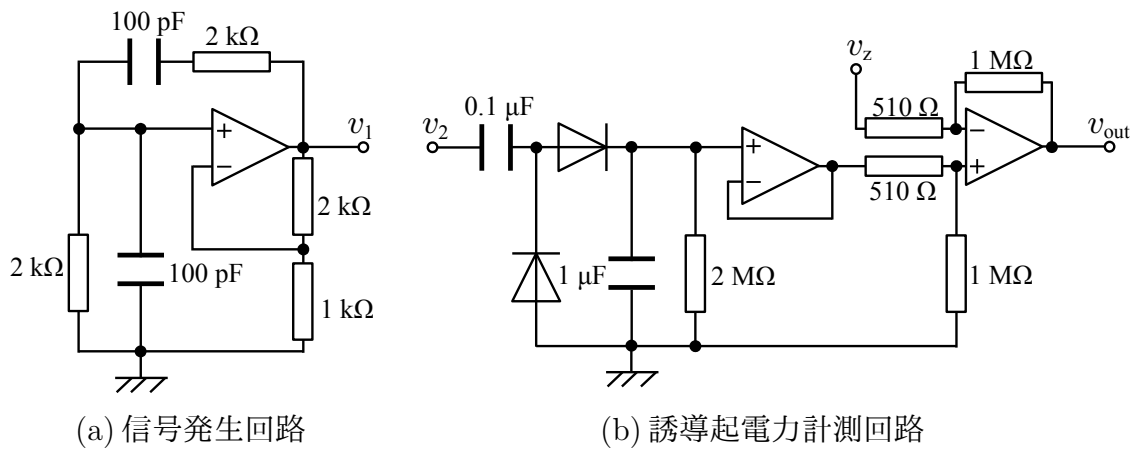 100 pF
2 kΩ
+
−
v1
2 kΩ
2 kΩ
100 pF
1 kΩ
(a) 信号発生回路
v2
0.1 μF
1 μF
2 MΩ
+
−
vz
510 Ω
510 Ω
1 MΩ
−
+
vout
1 MΩ
(b) 誘導起電力計測回路